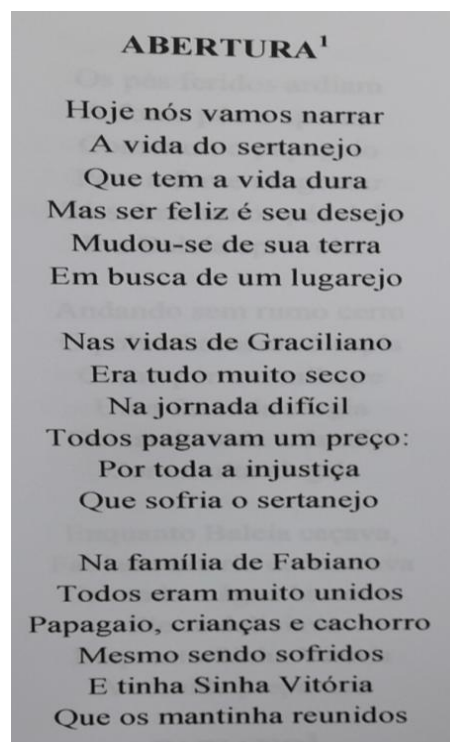 ABERTURA¹
Hoje nós vamos narrar
A vida do sertanejo
Que tem a vida dura
Mas ser feliz é seu desejo
Mudou-se de sua terra
Em busca de um lugarejo
Nas vidas de Graciliano
Era tudo muito seco
Na jornada difícil
Todos pagavam um preço:
Por toda a injustiça
Que sofria o sertanejo
Na família de Fabiano
Todos eram muito unidos
Papagaio, crianças e cachorro
Mesmo sendo sofridos
E tinha Sinha Vitória
Que os mantinha reunidos